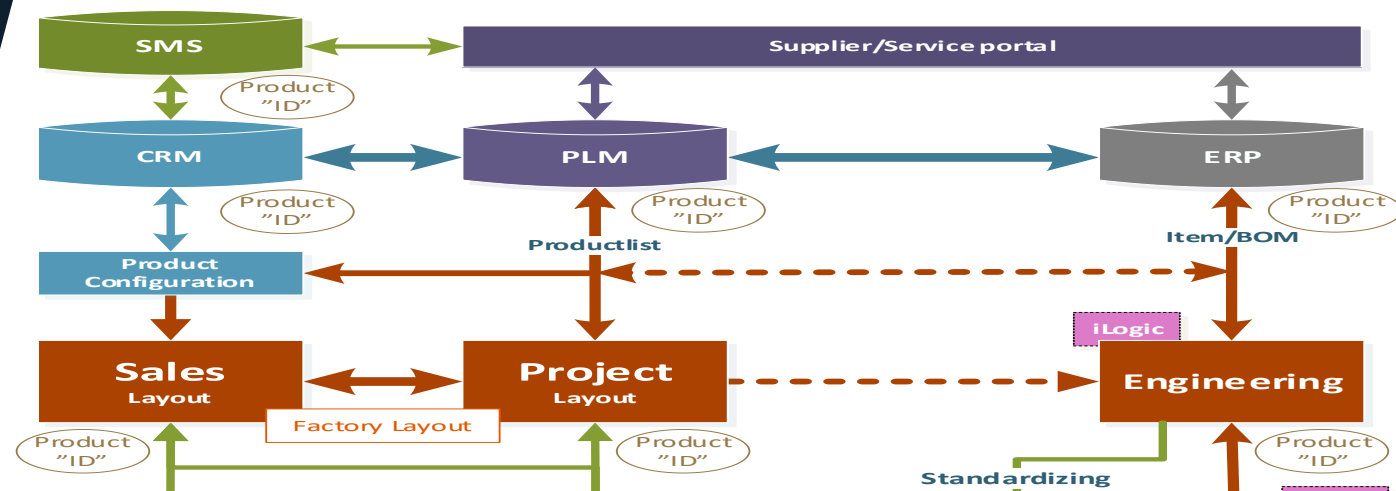 SMS
Supplier/Service portal
Product
”ID”
CRM
PLM
ERP
Product
”ID”
Product
”ID”
Product
”ID”
Productlist
Item/BOM
Product
Configuration
iLogic
Sales
Layout
Project
Layout
Engineering
Factory Layout
Product
”ID”
Product
”ID”
Product
”ID”
Standardizing